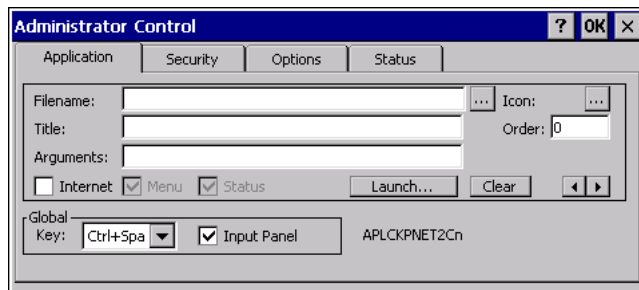 Administrator Control ? OK ×
Application Security Options Status
Filename: ... Icon: ...
Title: Order: 0
Arguments:
Internet Menu Status Launch... Clear
Global
Key: Ctrl+Spa Input Panel APLCKPNET2Cn